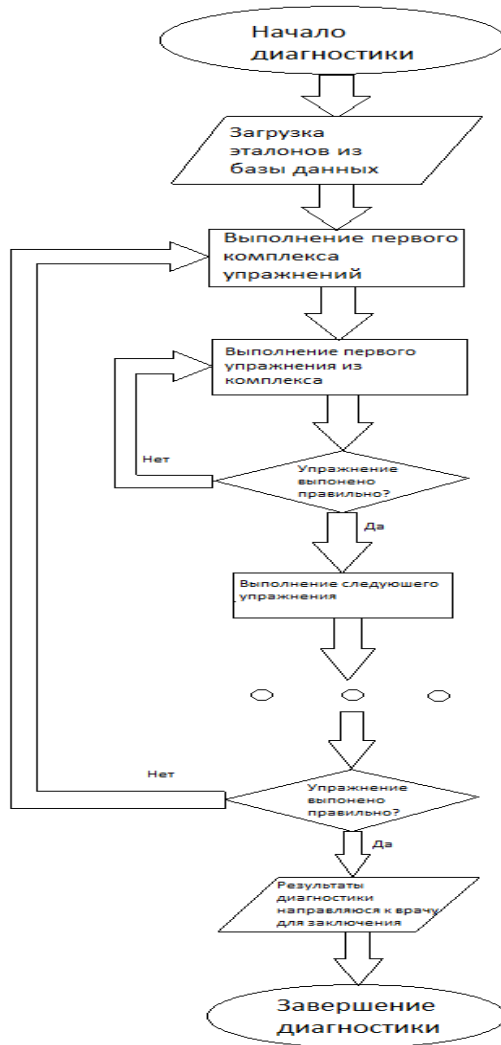 Начало
диагностики
Загрузка
эталонов из
базы данных
Выполнение первого
комплекса
упражнений
Выполнение первого
упражнения из
комплекса
Нет
Упражнение
выпонено
правильно?
Да
Выполнение следуюшего
упражнения
Нет
Упражнение
выпонено
правильно?
Да
Результаты
диагностики
направляюся к врачу
для заключения
Завершение
диагностики